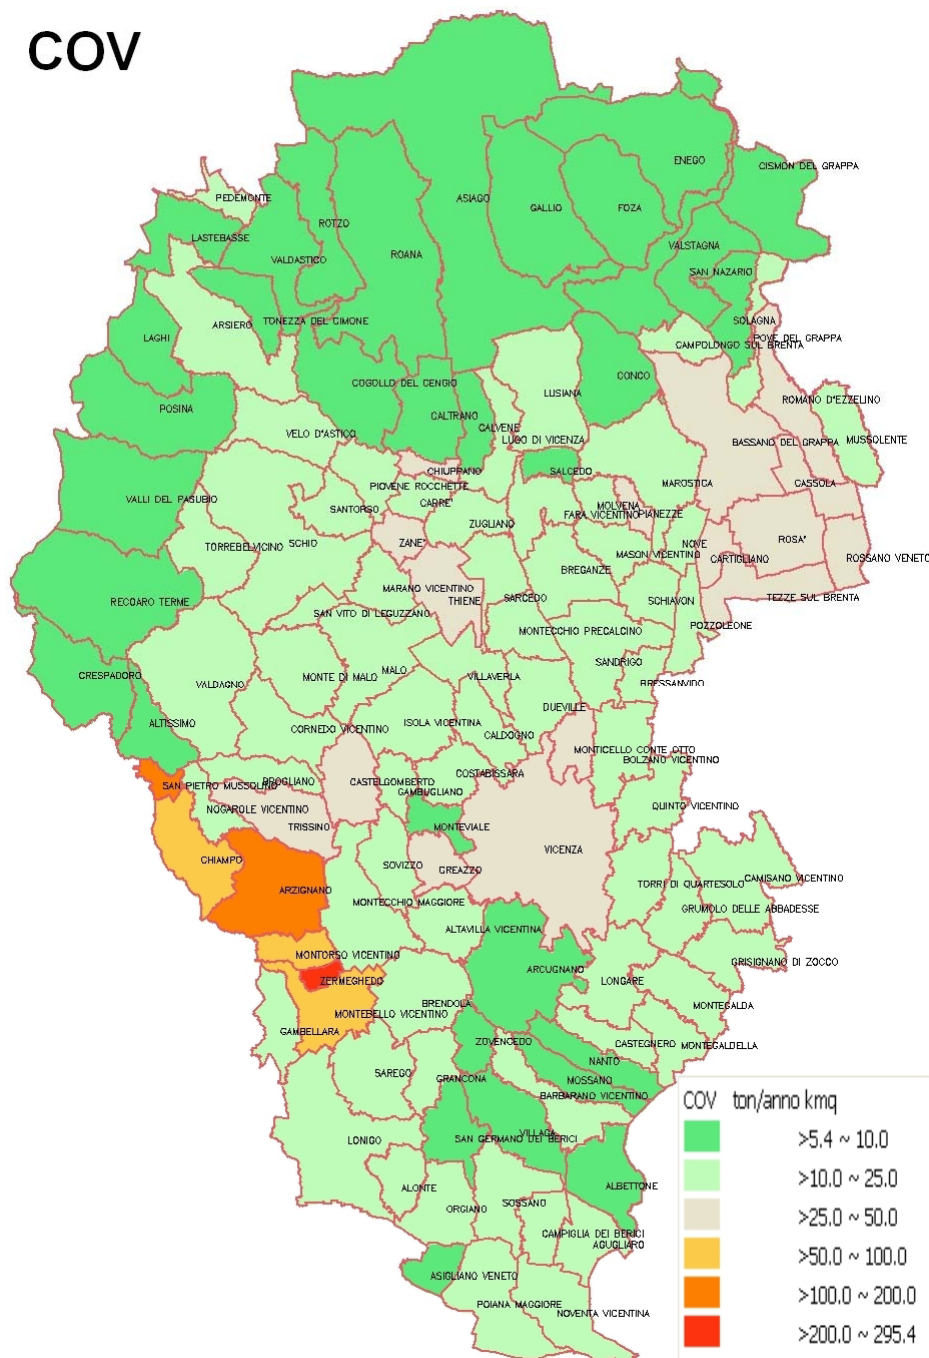 COV
ENEGO
CISMON DEL GRAPPA
PEDEMONTE
ASIAGO
GALLIO
FOZA
ROTZO
LASTEBASSE
VALDASTICO
ROANA
VALSTAGNA
SAN NAZARIO
ARSIERO
TONEZZA DEL CIMONE
SOLAGNA
LAGHI
POVE DEL GRAPPA
CAMPOLONGO SUL BRENTA
COGOLLO DEL CENGIO
CONCO
LUSIANA
ROMANO D'EZZELINO
POSINA
CALTRANO
VELO D'ASTICO
CALVENE
LUGO DI VICENZA
BASSANO DEL GRAPPA
MUSSOLENTE
CHIUPPANO
SALCEDO
VALLI DEL PASUBIO
PIOVENE ROCCHETTE
MAROSTICA
CASSOLA
SANTORSO
CARRE'
MOLVENA
FARA VICENTINO
PIANEZZE
ZUGLIANO
TORREBELVICINO
SCHIO
ZANE'
NOVE
ROSA'
MASON VICENTINO
CARTIGLIANO
ROSSANO VENETO
BREGANZE
MARANO VICENTINO
THIENE
SARCEDO
RECOARO TERME
SCHIAVON
TEZZE SUL BRENTA
SAN VITO DI LEGUZZANO
POZZOLEONE
MONTECCHIO PRECALCINO
CRESPADORO
VALDAGNO
MONTE DI MALO
MALO
VILLAVERLA
SANDRIGO
BRESSANVIDO
DUEVILLE
ALTISSIMO
CORNEDO VICENTINO
ISOLA VICENTINA
CALDOGNO
MONTICELLO CONTE OTTO
BOLZANO VICENTINO
COSTABISSARA
SAN PIETRO MUSSOLINO
BROGLIANO
CASTELGOMBERTO
GAMBUGLIANO
NOGAROLE VICENTINO
QUINTO VICENTINO
TRISSINO
MONTEVIALE
VICENZA
CHIAMPO
SOVIZZO
CREAZZO
ARZIGNANO
TORRI DI QUARTESOLO
CAMISANO VICENTINO
MONTECCHIO MAGGIORE
GRUMOLO DELLE ABBADESSE
ALTAVILLA VICENTINA
MONTORSO VICENTINO
GRISIGNANO DI ZOCCO
ARCUGNANO
ZERMEGHEDO
LONGARE
BRENDOLA
MONTEGALDA
MONTEBELLO VICENTINO
GAMBELLARA
ZOVENCEDO
CASTEGNERO
MONTEGALDELLA
NANTO
SAREGO
GRANCONA
MOSSANO
BARBARANO VICENTINO
VILLAGA
LONIGO
SAN GERMANO DEI BERICI
ALBETTONE
ALONTE
SOSSANO
ORGIANO
CAMPIGLIA DEI BERICI
AGUGLIARO
ASIGLIANO VENETO
POIANA MAGGIORE
NOVENTA VICENTINA
COV ton/anno kmq
>5.4 ~ 10.0
>10.0 ~ 25.0
>25.0 ~ 50.0
>50.0 ~ 100.0
>100.0 ~ 200.0
>200.0 ~ 295.4